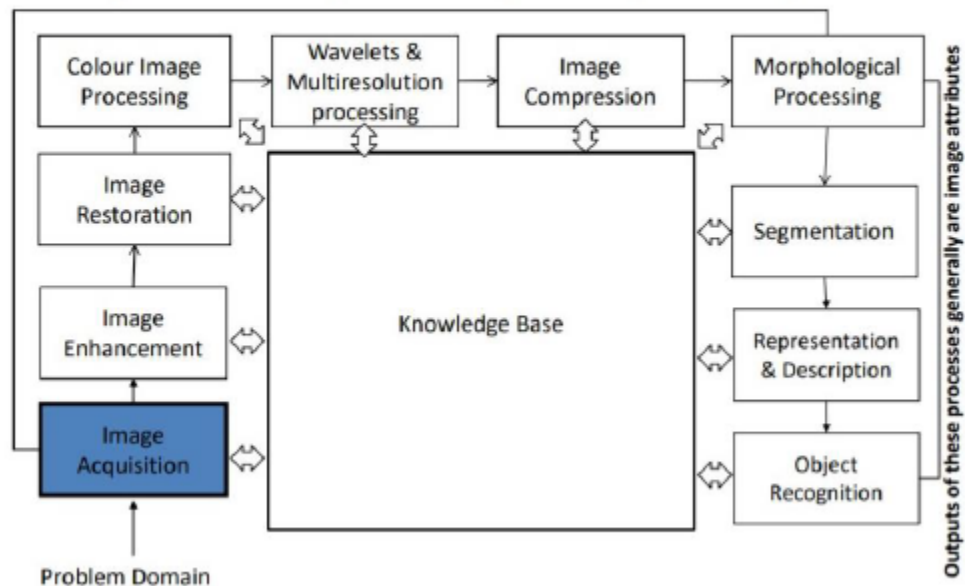 Colour Image
Processing
Wavelets &
Multiresolution
processing
Image
Compression
Morphological
Processing
Image
Restoration
Segmentation
Image
Enhancement
Knowledge Base
Representation
& Description
Image
Acquisition
Object
Recognition
Problem Domain
Outputs of these processes generally are image attributes